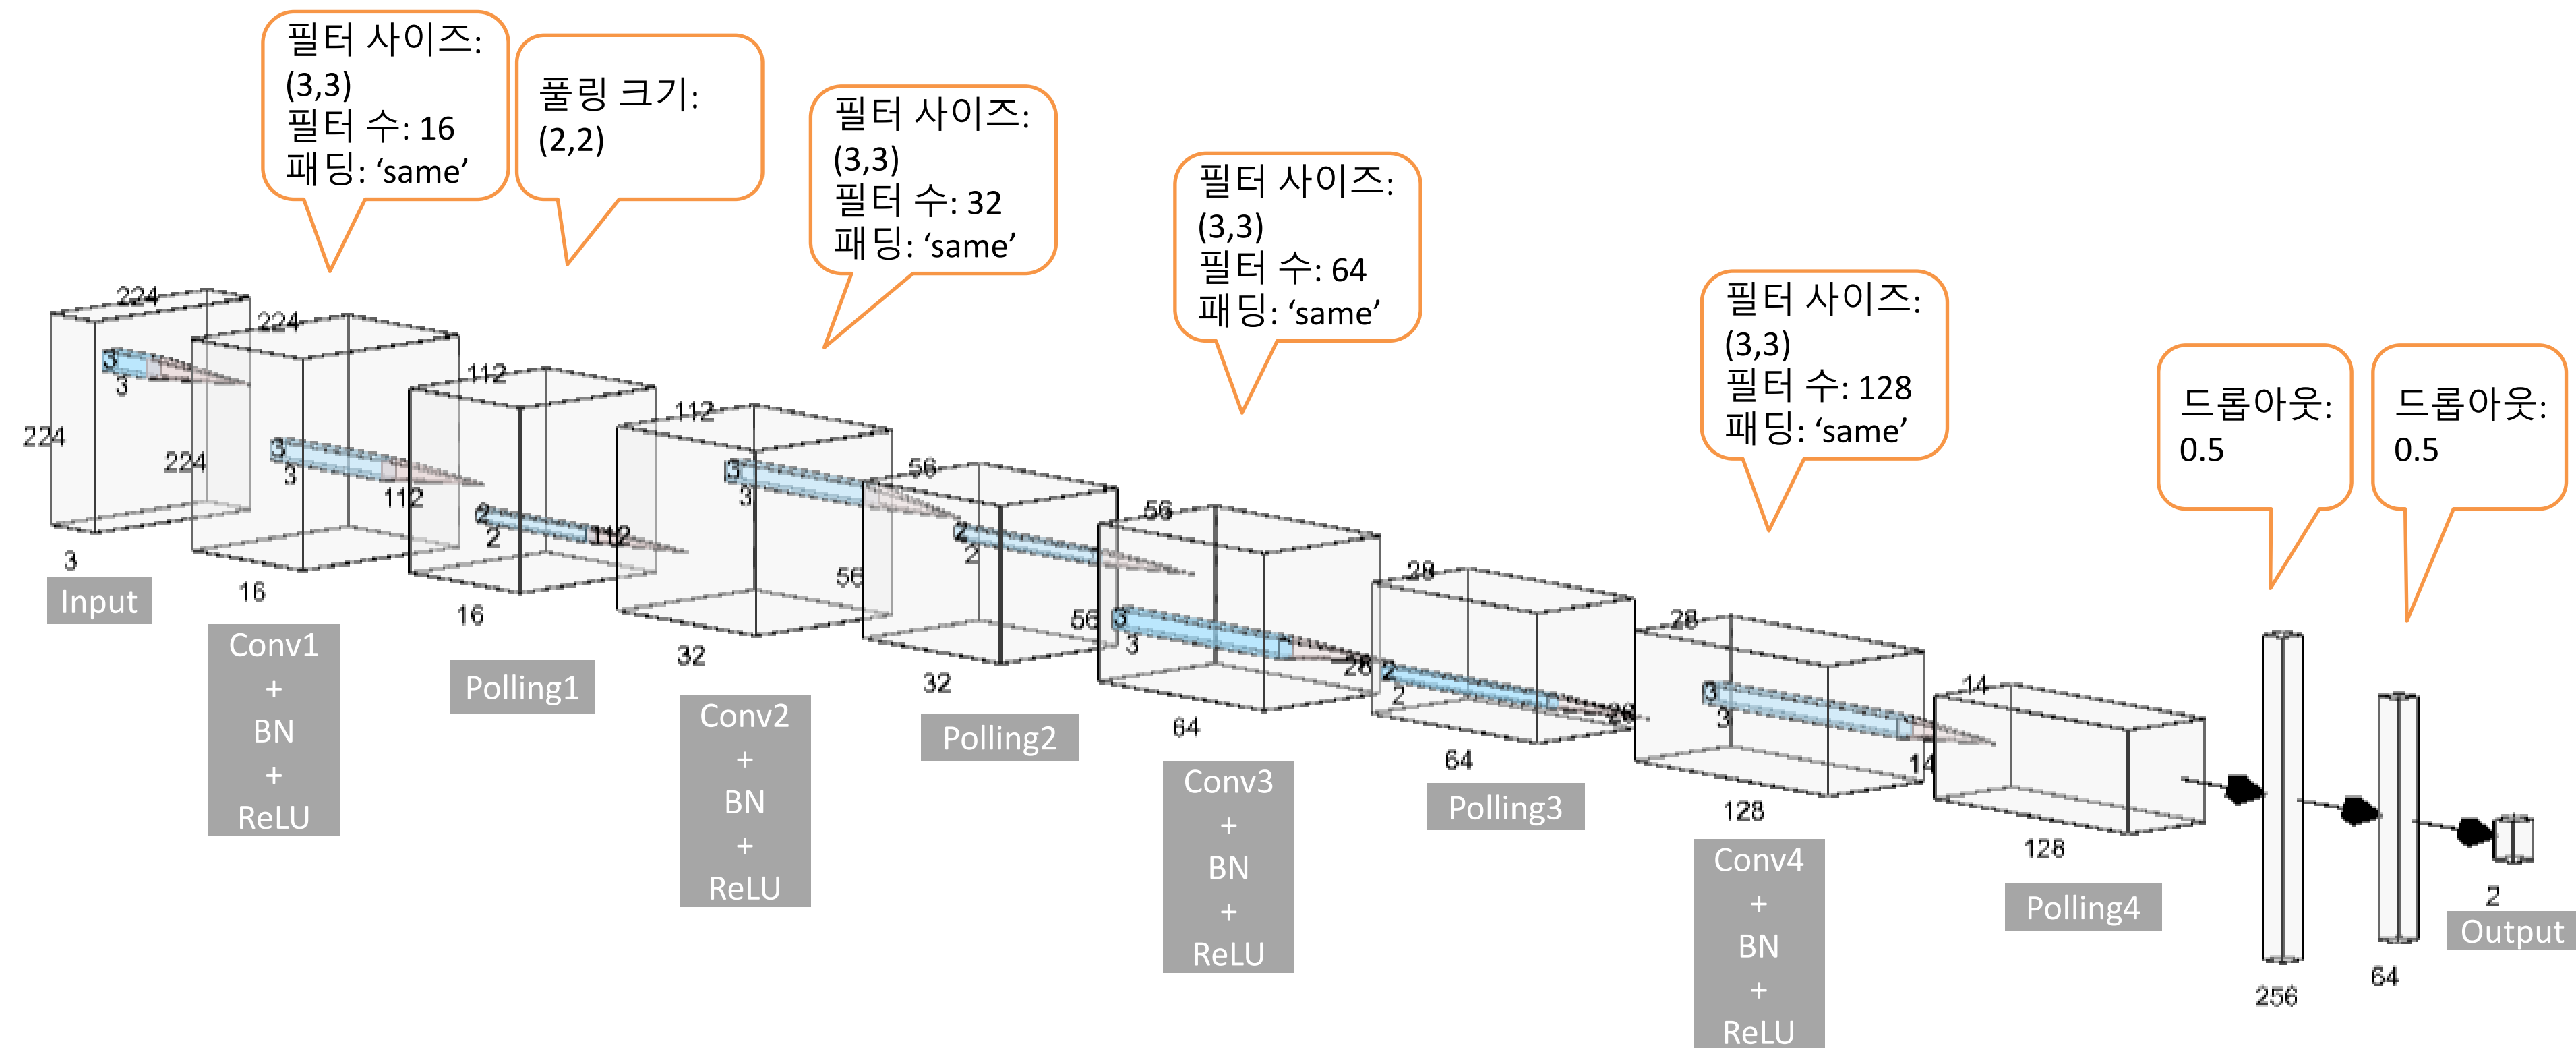 필터 사이즈:
(3,3)
필터 수: 16
패딩: ‘same’
풀링 크기:
(2,2)
필터 사이즈:
(3,3)
필터 수: 32
패딩: ‘same’
필터 사이즈:
(3,3)
필터 수: 64
패딩: ‘same’
필터 사이즈:
(3,3)
필터 수: 128
패딩: ‘same’
드롭아웃:
0.5
드롭아웃:
0.5
224
224
3
3
3
Input
224
224
3
3
16
Conv1
+
BN
+
ReLU
112
112
2
2
16
Polling1
112
112
3
3
32
Conv2
+
BN
+
ReLU
56
56
2
2
32
Polling2
56
56
3
3
64
Conv3
+
BN
+
ReLU
28
28
2
2
64
Polling3
28
28
3
3
128
Conv4
+
BN
+
ReLU
14
14
128
Polling4
256
64
2
Output